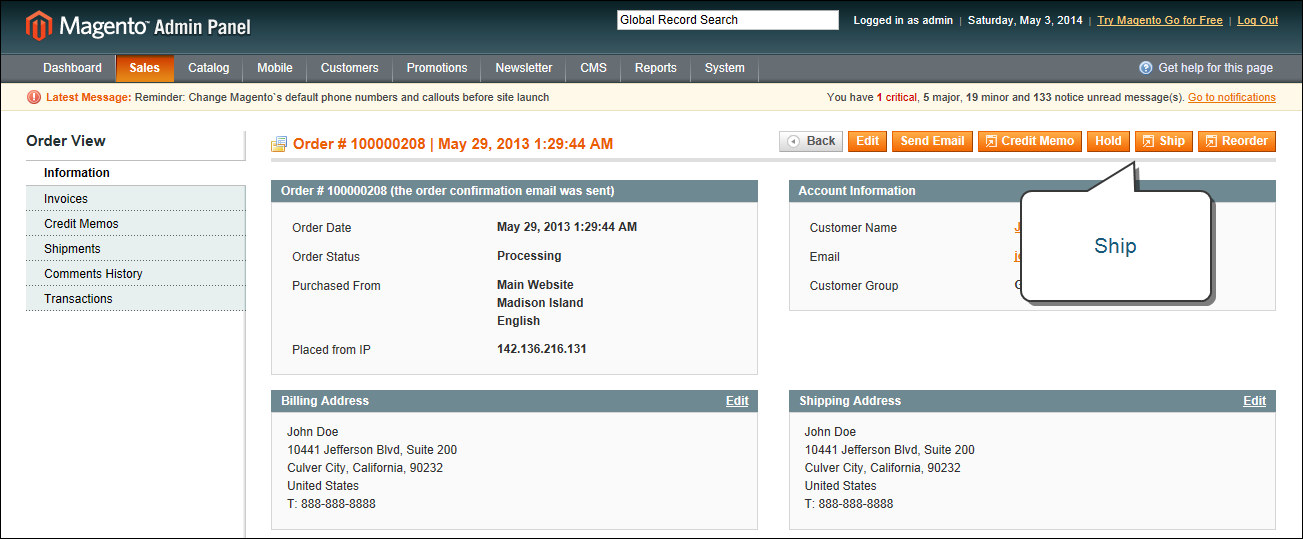 Magento™ Admin Panel
Global Record Search
Logged in as admin | Saturday, May 3, 2014 | Try Magento Go for Free | Log Out
Dashboard Sales Catalog Mobile Customers Promotions Newsletter CMS Reports System Get help for this page
Latest Message: Reminder: Change Magento`s default phone numbers and callouts before site launch
You have 1 critical, 5 major, 19 minor and 133 notice unread message(s). Go to notifications
Order View
Information
Invoices
Credit Memos
Shipments
Comments History
Transactions
Order # 100000208 | May 29, 2013 1:29:44 AM
Back Edit Send Email Credit Memo Hold Ship Reorder
Order # 100000208 (the order confirmation email was sent)
Order Date May 29, 2013 1:29:44 AM
Order Status Processing
Purchased From Main Website
Madison Island
English
Placed from IP 142.136.216.131
Account Information
Customer Name
Email
Customer Group
Ship
Billing Address Edit
John Doe
10441 Jefferson Blvd, Suite 200
Culver City, California, 90232
United States
T: 888-888-8888
Shipping Address Edit
John Doe
10441 Jefferson Blvd, Suite 200
Culver City, California, 90232
United States
T: 888-888-8888